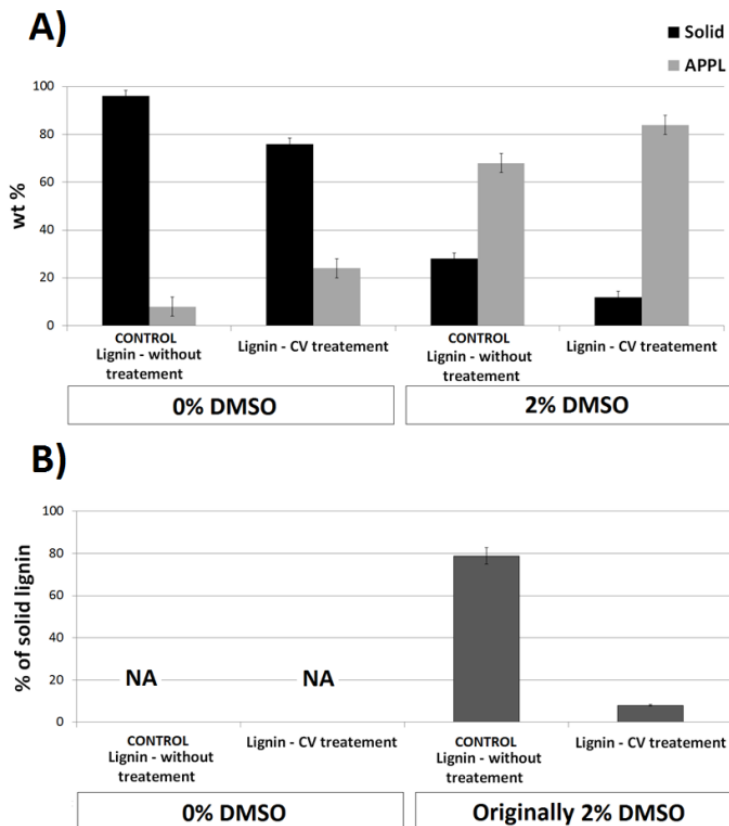 A)
Solid
APPL
100
80
60
40
20
0
wt %
CONTROL
Lignin - without
treatement
Lignin - CV treatement
CONTROL
Lignin - without
treatement
Lignin - CV treatement
0% DMSO
2% DMSO
B)
100
80
60
40
20
0
% of solid lignin
NA
NA
CONTROL
Lignin - without
treatement
Lignin - CV treatement
CONTROL
Lignin - without
treatement
Lignin - CV treatement
0% DMSO
Originally 2% DMSO